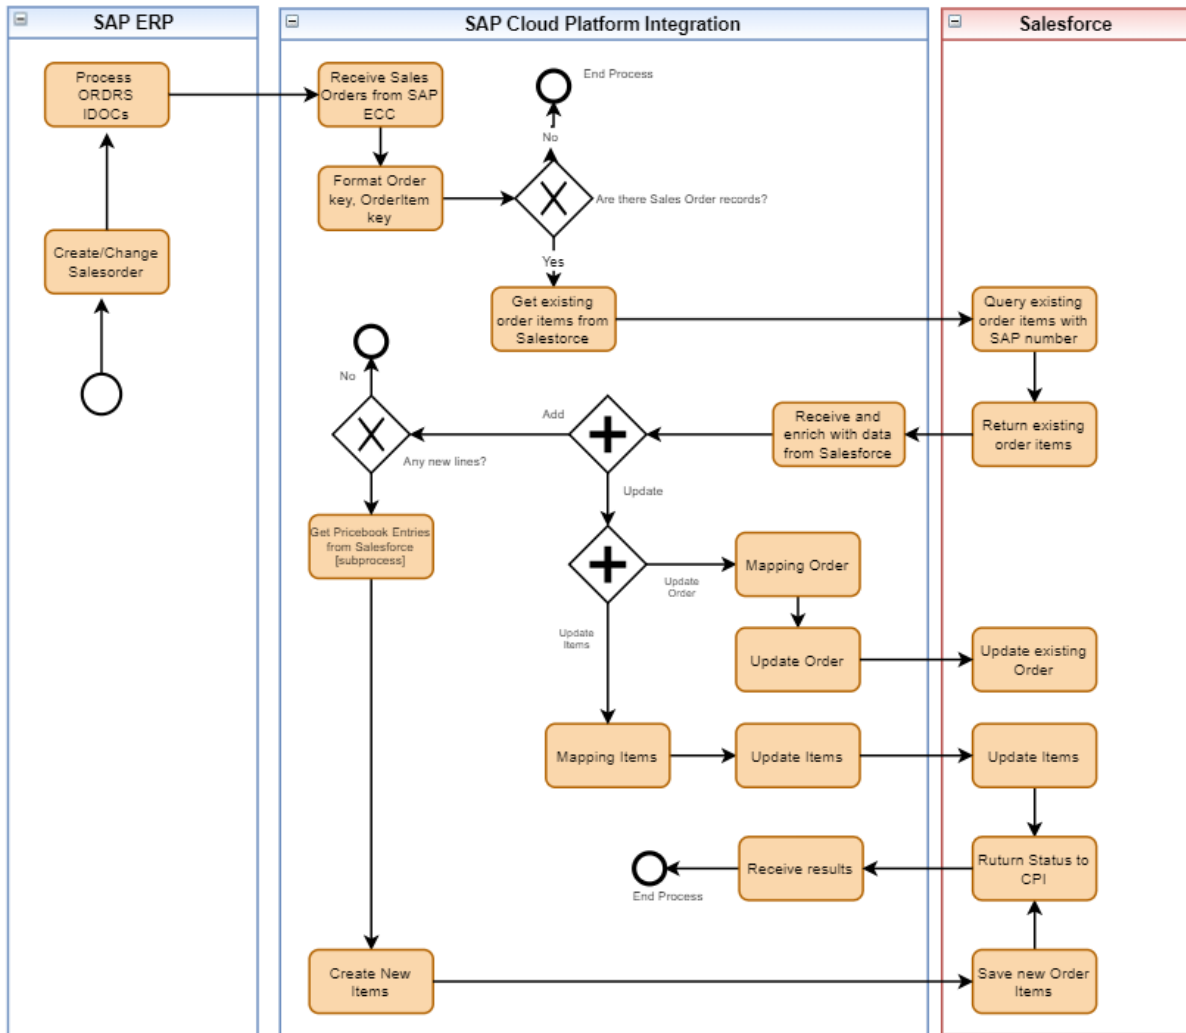 SAP ERP
SAP Cloud Platform Integration
Salesforce
Process
ORDRS
IDOCs
Receive Sales
Orders from SAP
ECC
End Process
No
Format Order
key, OrderItem
key
Are there Sales Order records?
Create/Change
Salesorder
Yes
Get existing
order items from
Salestorce
Query existing
order items with
SAP number
No
Add
Receive and
enrich with data
from Salesforce
Return existing
order items
Any new lines?
Update
Get Pricebook Entries
from Salesforce
[subprocess]
Mapping Order
Update
Order
Update
Items
Update Order
Update existing
Order
Mapping Items
Update Items
Update Items
Receive results
Ruturn Status to
CPI
End Process
Create New
Items
Save new Order
Items